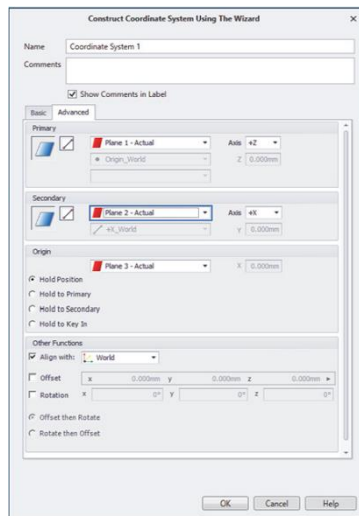 Construct Coordinate System Using The Wizard
Name Coordinate System 1
Comments
Show Comments in Label
Basic Advanced
Primary
Plane 1 - Actual Axis +Z
Origin_World Z 0.000mm
Secondary
Plane 2 - Actual Axis +X
+X_World y 0.000mm
Origin
Plane 3 - Actual X 0.000mm
Hold Position
Hold to Primary
Hold to Secondary
Hold to Key In
Other Functions
Align with: World
Offset x 0.000mm y 0.000mm z 0.000mm
Rotation x 0° y 0° z 0°
Offset then Rotate
Rotate then Offset
OK Cancel Help